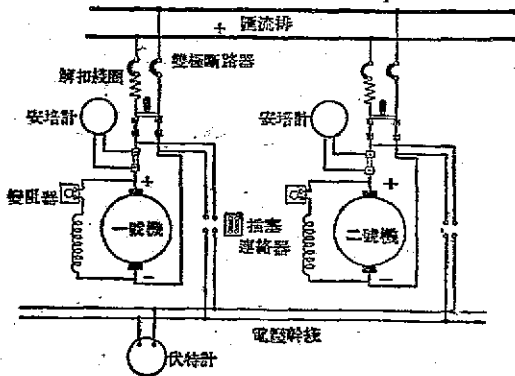 + 匯流排
解扣綫圈 雙極斷路器
安培計 安培計
+ +
變阻器 一號機 插塞連絡器 二號機
- -
電壓幹線
伏特計